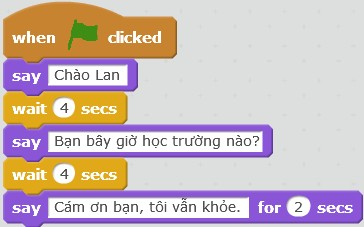 when clicked
say Chào Lan
wait 4 secs
say Bạn bây giờ học trường nào?
wait 4 secs
say Cám ơn bạn, tôi vẫn khỏe. for 2 secs